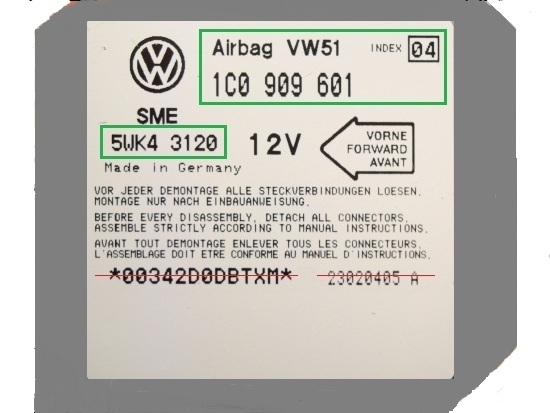 Airbag VW51 INDEX 04
1C0 909 601
SME
5WK4 3120
12V
VORNE
FORWARD
AVANT
Made in Germany
VOR JEDER DEMONTAGE ALLE STECKVERBINDUNGEN LOESEN.
MONTAGE NUR NACH EINBAUANWEISUNG.
BEFORE EVERY DISASSEMBLY, DETACH ALL CONNECTORS.
ASSEMBLE STRICTLY ACCORDING TO MANUAL INSTRUCTIONS.
AVANT TOUT DEMONTAGE ENLEVER TOUS LES CONNECTEURS.
L'ASSEMBLAGE DOIT ETRE CONFORME AU MANUEL D'INSTRUCTIONS.
*00342D0DBTXM* 23020405 A